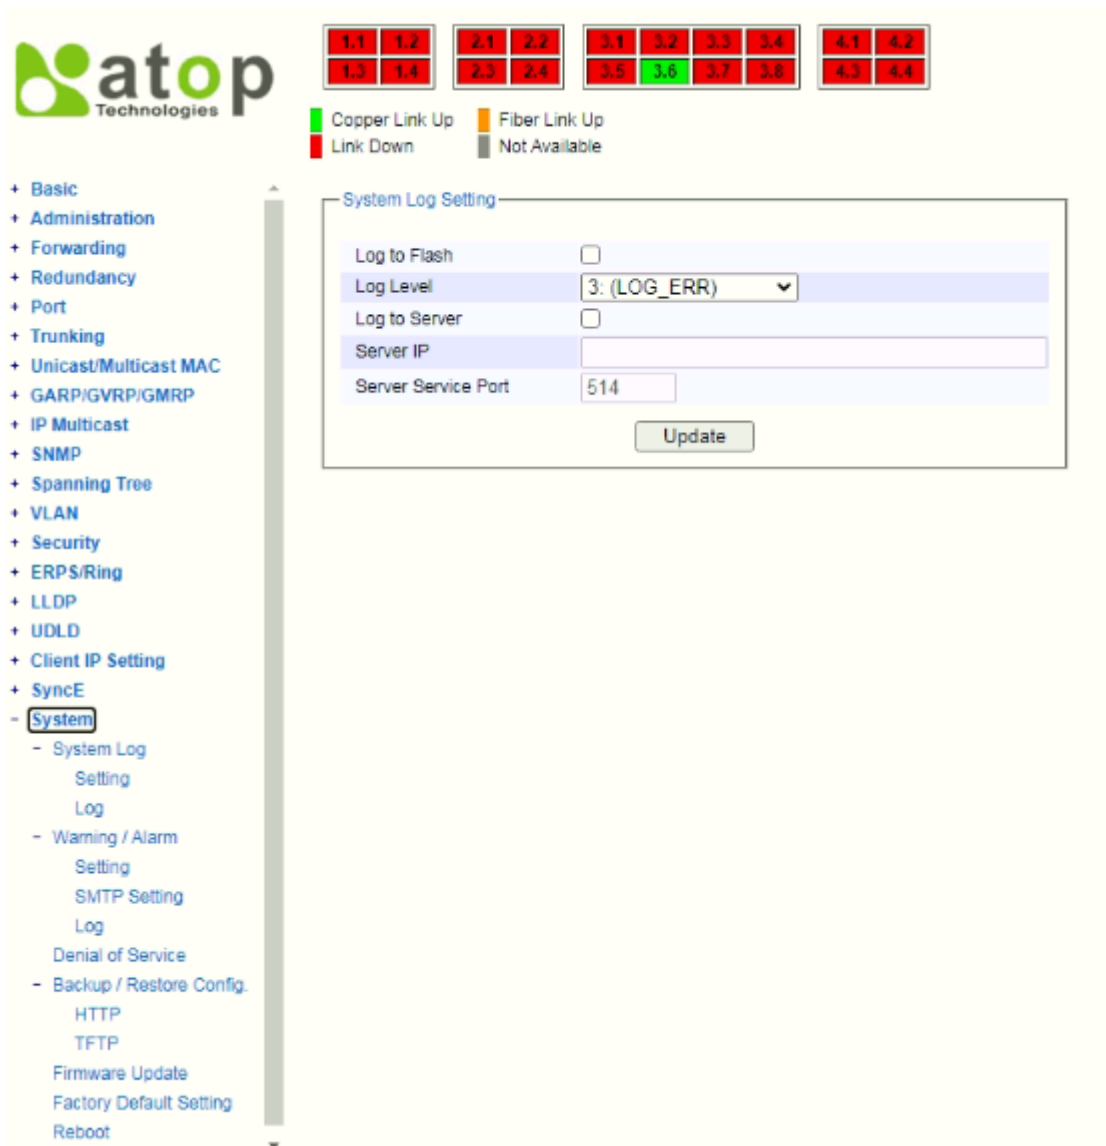 atop
Technologies
1.1 1.2 2.1 2.2 3.1 3.2 3.3 3.4 4.1 4.2
1.3 1.4 2.3 2.4 3.5 3.6 3.7 3.8 4.3 4.4
Copper Link Up Fiber Link Up
Link Down Not Available
+ Basic
+ Administration
+ Forwarding
+ Redundancy
+ Port
+ Trunking
+ Unicast/Multicast MAC
+ GARP/GVRP/GMRP
+ IP Multicast
+ SNMP
+ Spanning Tree
+ VLAN
+ Security
+ ERPS/Ring
+ LLDP
+ UDLD
+ Client IP Setting
+ SyncE
- System
- System Log
Setting
Log
- Warning / Alarm
Setting
SMTP Setting
Log
Denial of Service
- Backup / Restore Config.
HTTP
TFTP
Firmware Update
Factory Default Setting
Reboot
System Log Setting
Log to Flash
Log Level 3: (LOG_ERR)
Log to Server
Server IP
Server Service Port 514
Update